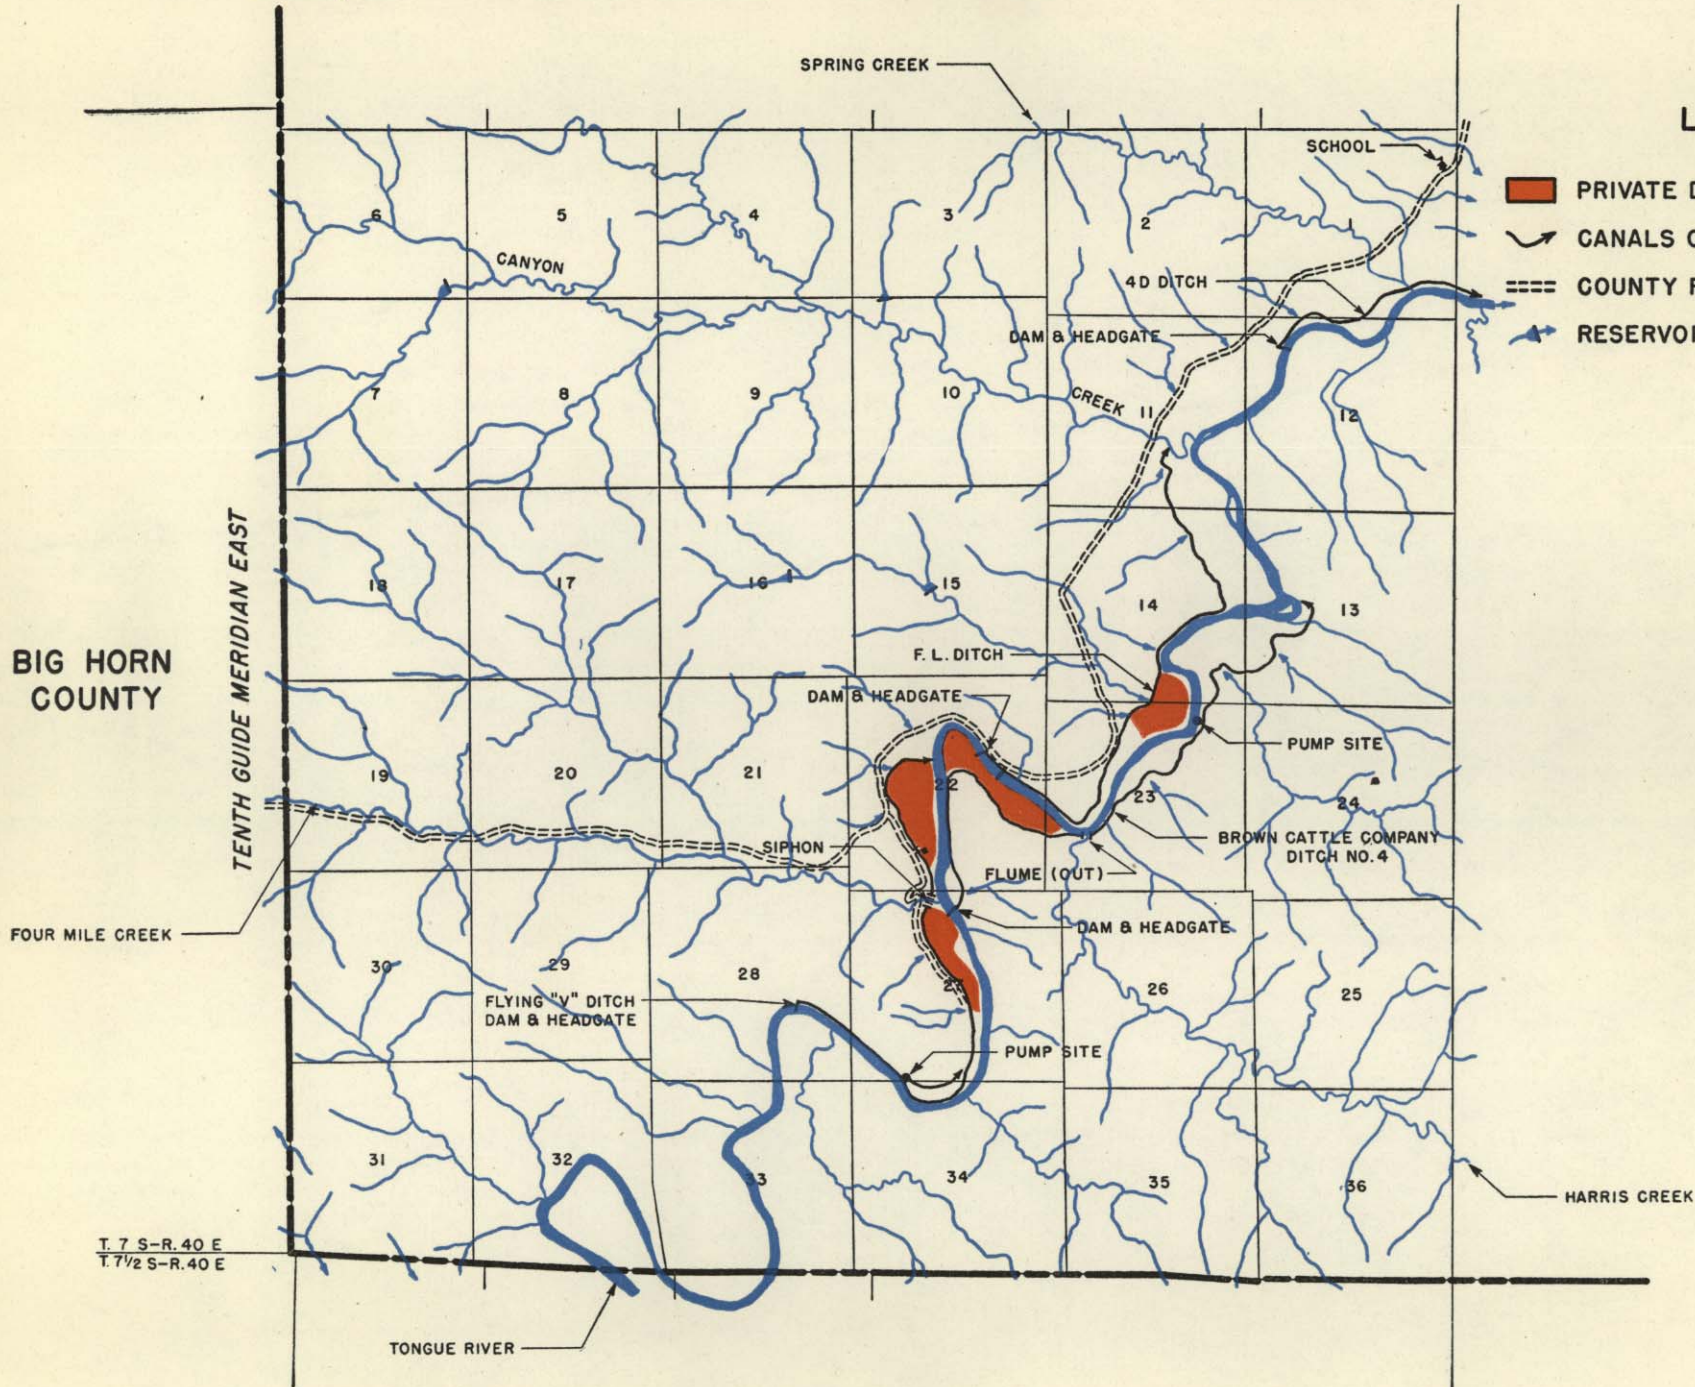 SPRING CREEK
L
SCHOOL
PRIVATE D
CANALS O
COUNTY R
RESERVOI
6
5
4
3
2
1
CANYON
4D DITCH
DAM & HEADGATE
7
8
9
10
CREEK
11
12
TENTH GUIDE MERIDIAN EAST
18
17
16
15
14
13
BIG HORN
COUNTY
F. L. DITCH
DAM & HEADGATE
PUMP SITE
19
20
21
22
23
24
SIPHON
BROWN CATTLE COMPANY
DITCH NO. 4
FLUME (OUT)
FOUR MILE CREEK
DAM & HEADGATE
30
29
28
26
25
FLYING "V" DITCH
DAM & HEADGATE
PUMP SITE
31
32
33
34
35
36
HARRIS CREEK
T. 7 S-R. 40 E
T. 7 1/2 S-R. 40 E
TONGUE RIVER